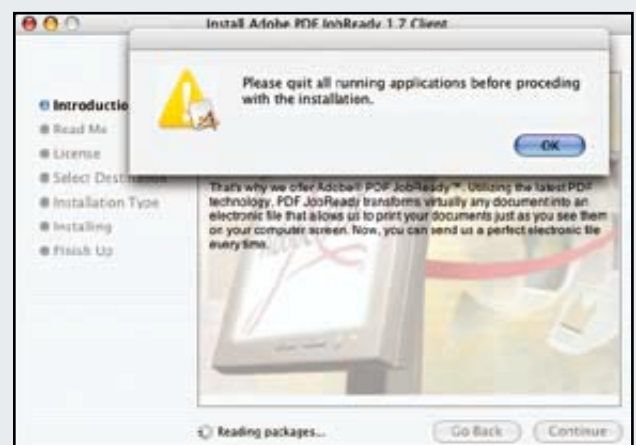 Install Adobe PDF JobReady 1.7 Client
Please quit all running applications before proceding
with the installation.
OK
Introductio
Read Me
License
Select Destination
Installation Type
Installing
Finish Up
That's why we offer Adobe® PDF JobReady™. Utilizing the latest PDF
technology, PDF JobReady transforms virtually any document into an
electronic file that allows us to print your documents just as you see them
on your computer screen. Now, you can send us a perfect electronic file
every time.
Reading packages...
Go Back
Continue